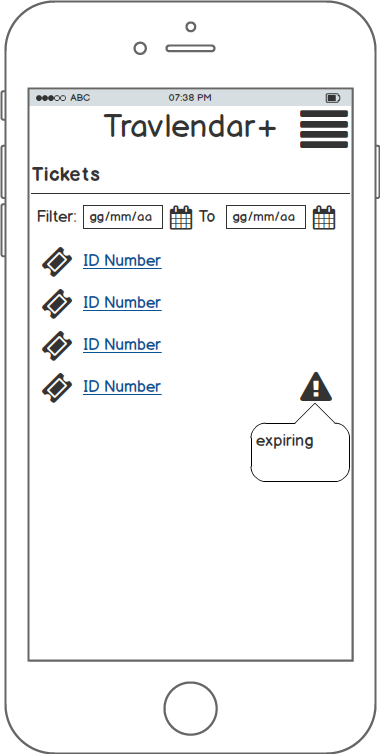 ABC 07:38 PM
Travlendar+
Tickets
Filter: gg/mm/aa To gg/mm/aa
ID Number
ID Number
ID Number
ID Number
expiring